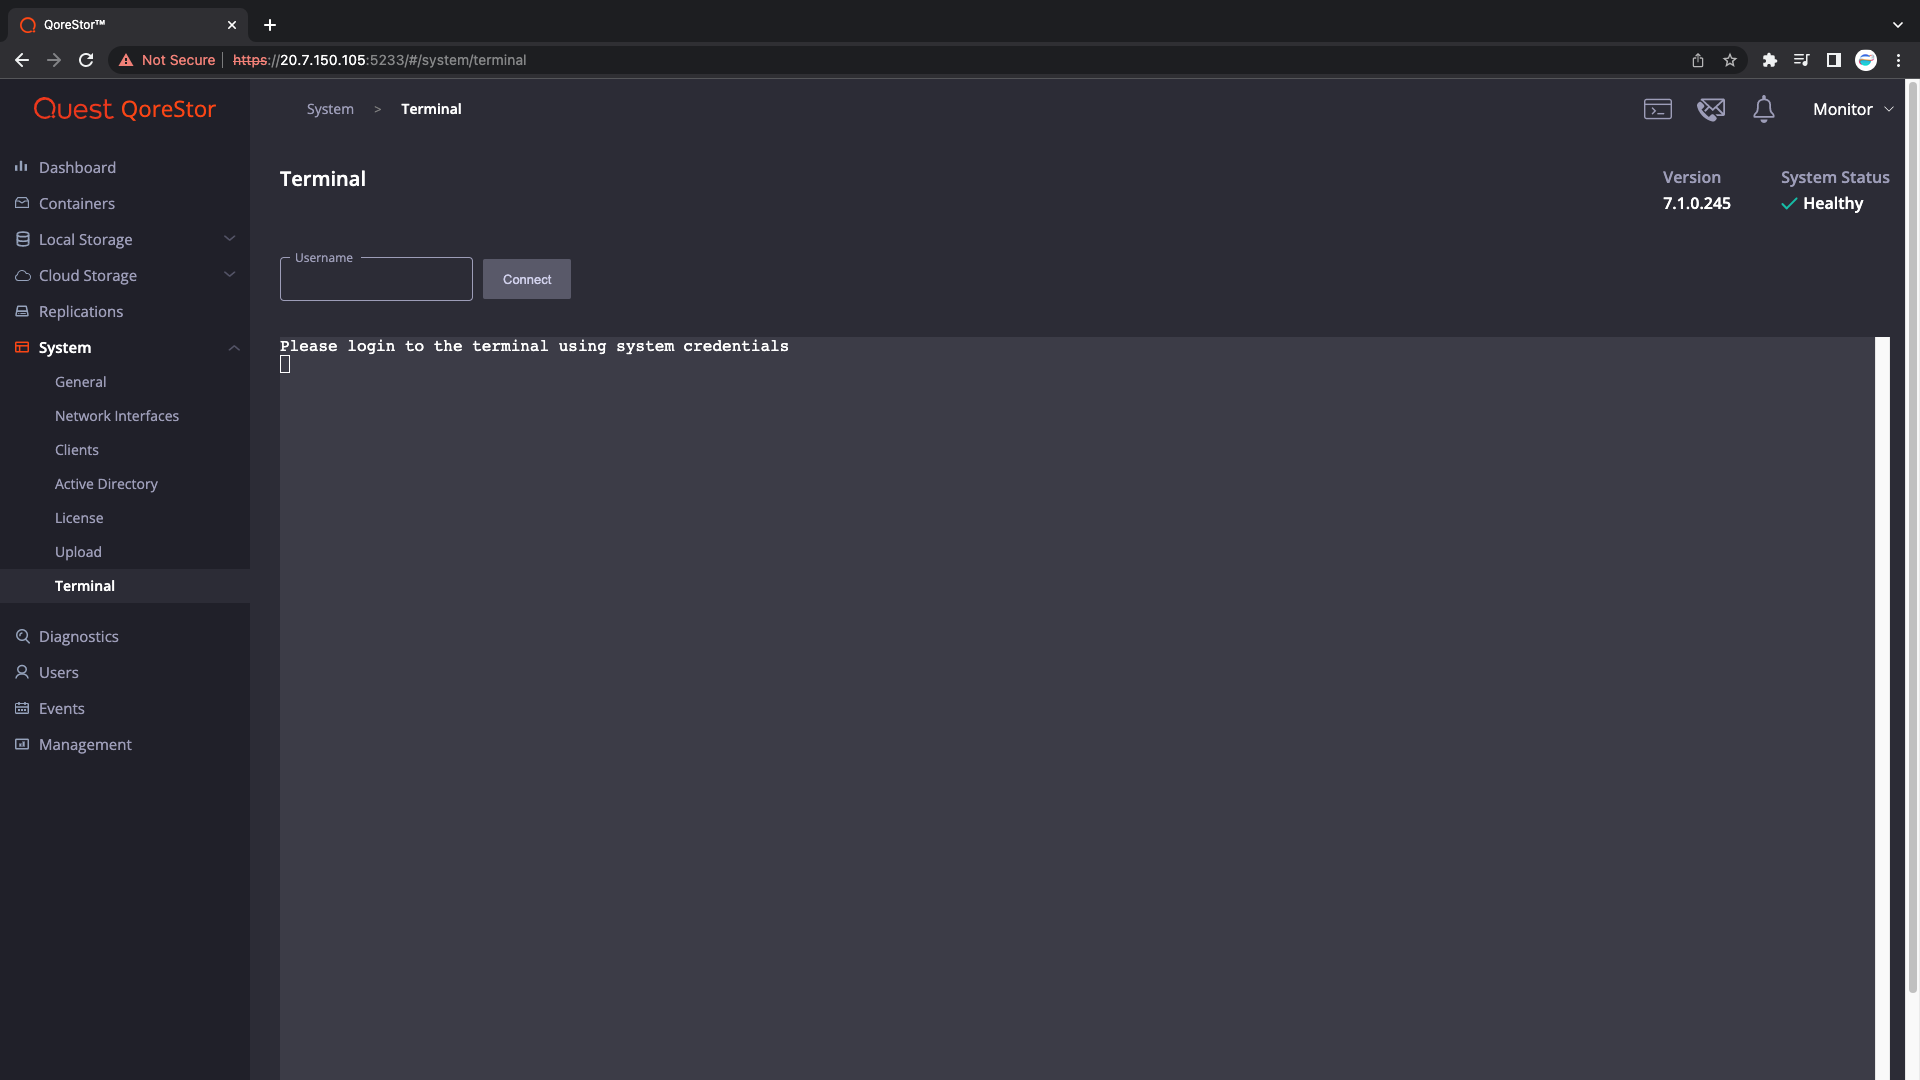 QoreStor™
Not Secure
https://20.7.150.105:5233/#/system/terminal
Quest QoreStor
System > Terminal
Monitor
Dashboard
Containers
Local Storage
Cloud Storage
Replications
System
General
Network Interfaces
Clients
Active Directory
License
Upload
Terminal
Diagnostics
Users
Events
Management
Terminal
Version
7.1.0.245
System Status
Healthy
Username
Connect
Please login to the terminal using system credentials